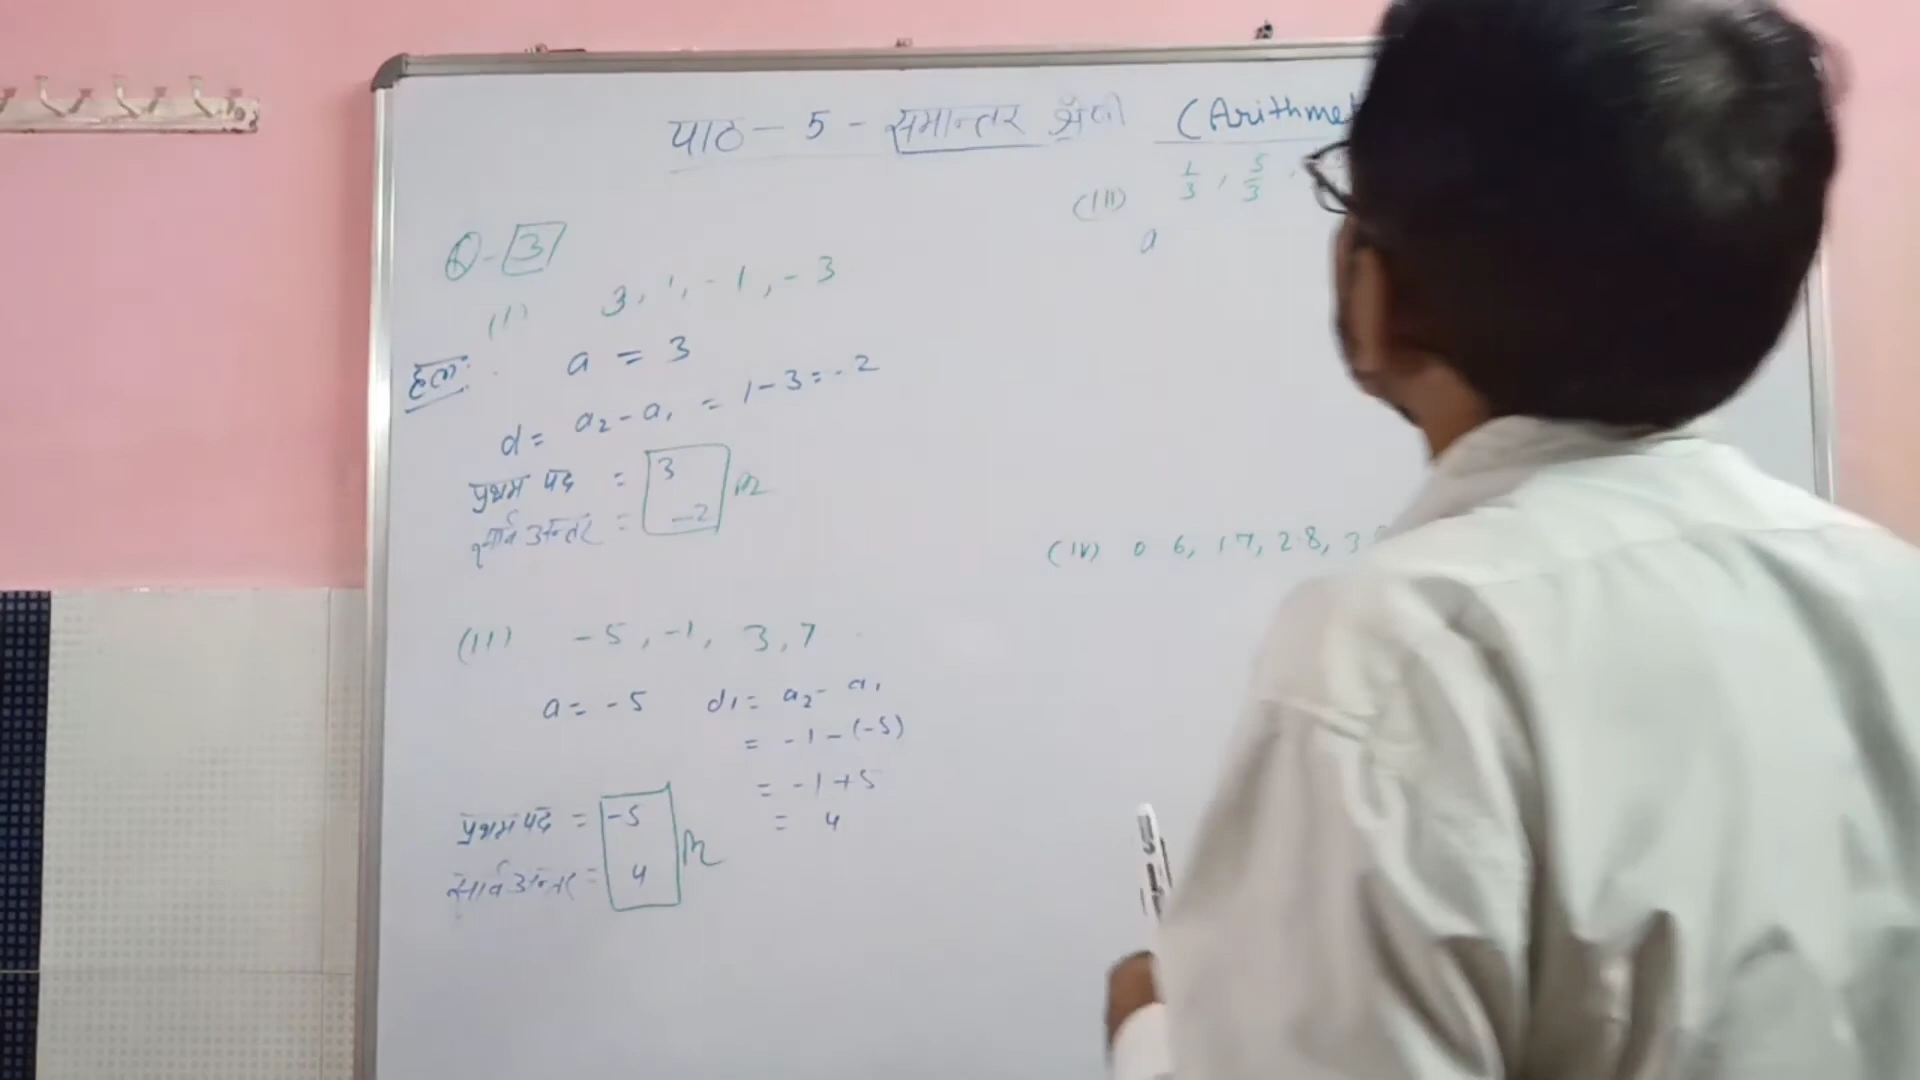 पाठ - 5 - समान्तर श्रेणी (Arithme
Q - 3
(i) 3, 1, -1, -3
हल:
a = 3
d = a₂ - a₁ = 1 - 3 = -2
प्रथम पद = 3
सार्व अन्तर = -2
(ii) -5, -1, 3, 7
a = -5 d₁ = a₂ - a₁
= -1 - (-5)
= -1 + 5
= 4
प्रथम पद = -5
सार्व अन्तर = 4
(iii) 1/3, 5/3,
a
(iv) 0.6, 1.7, 2.8, 3